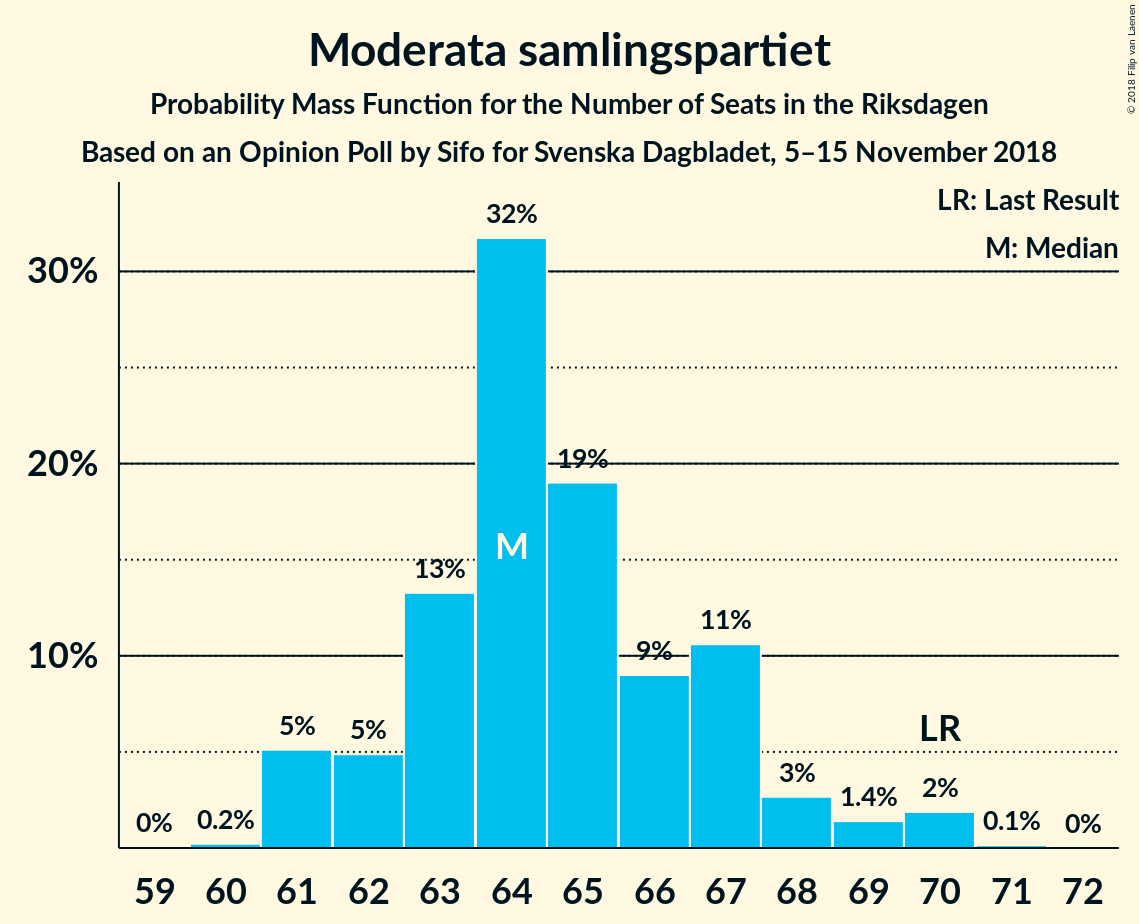 Moderata samlingspartiet
Probability Mass Function for the Number of Seats in the Riksdagen
Based on an Opinion Poll by Sifo for Svenska Dagbladet, 5–15 November 2018
© 2018 Filip van Laenen
LR: Last Result
M: Median
30%
20%
10%
0%
0.2%
5%
5%
13%
32%
M
19%
9%
11%
3%
1.4%
LR
2%
0.1%
0%
59 60 61 62 63 64 65 66 67 68 69 70 71 72